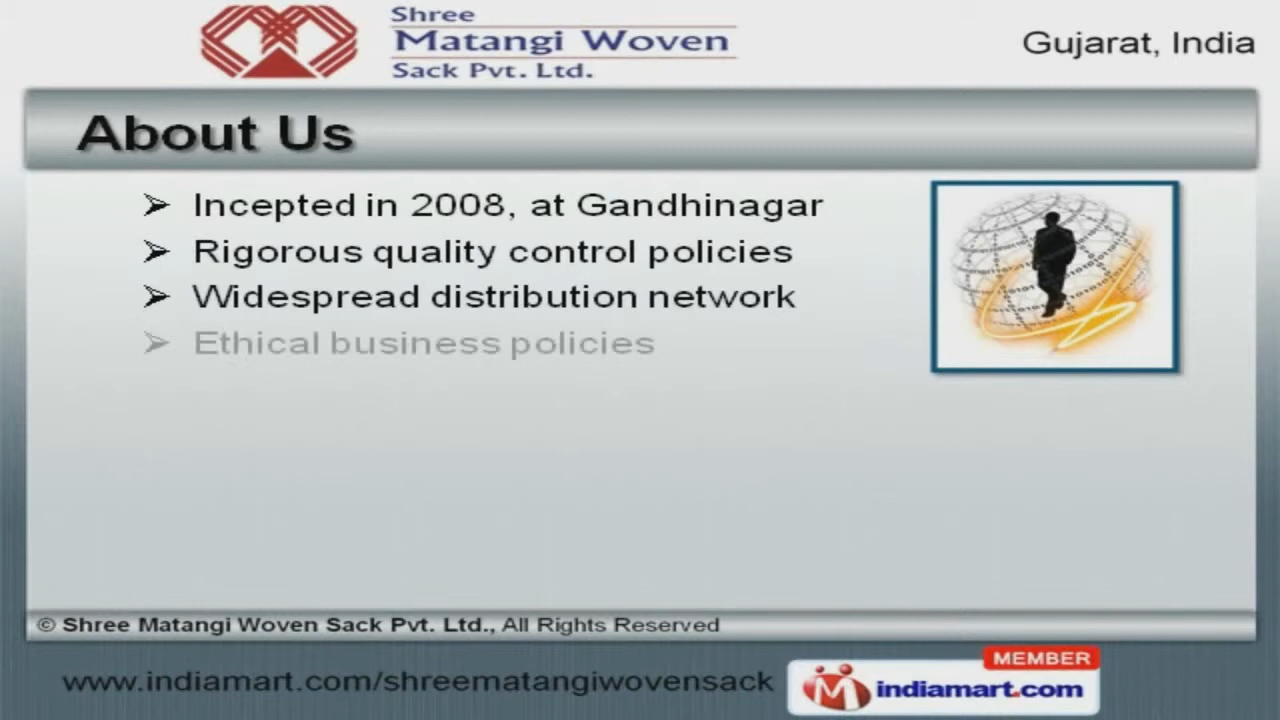 Shree
Matangi Woven
Sack Pvt. Ltd.
Gujarat, India
About Us
➢ Incepted in 2008, at Gandhinagar
➢ Rigorous quality control policies
➢ Widespread distribution network
➢ Ethical business policies
© Shree Matangi Woven Sack Pvt. Ltd., All Rights Reserved
www.indiamart.com/shreematangiwovensack
MEMBER
indiamart.com